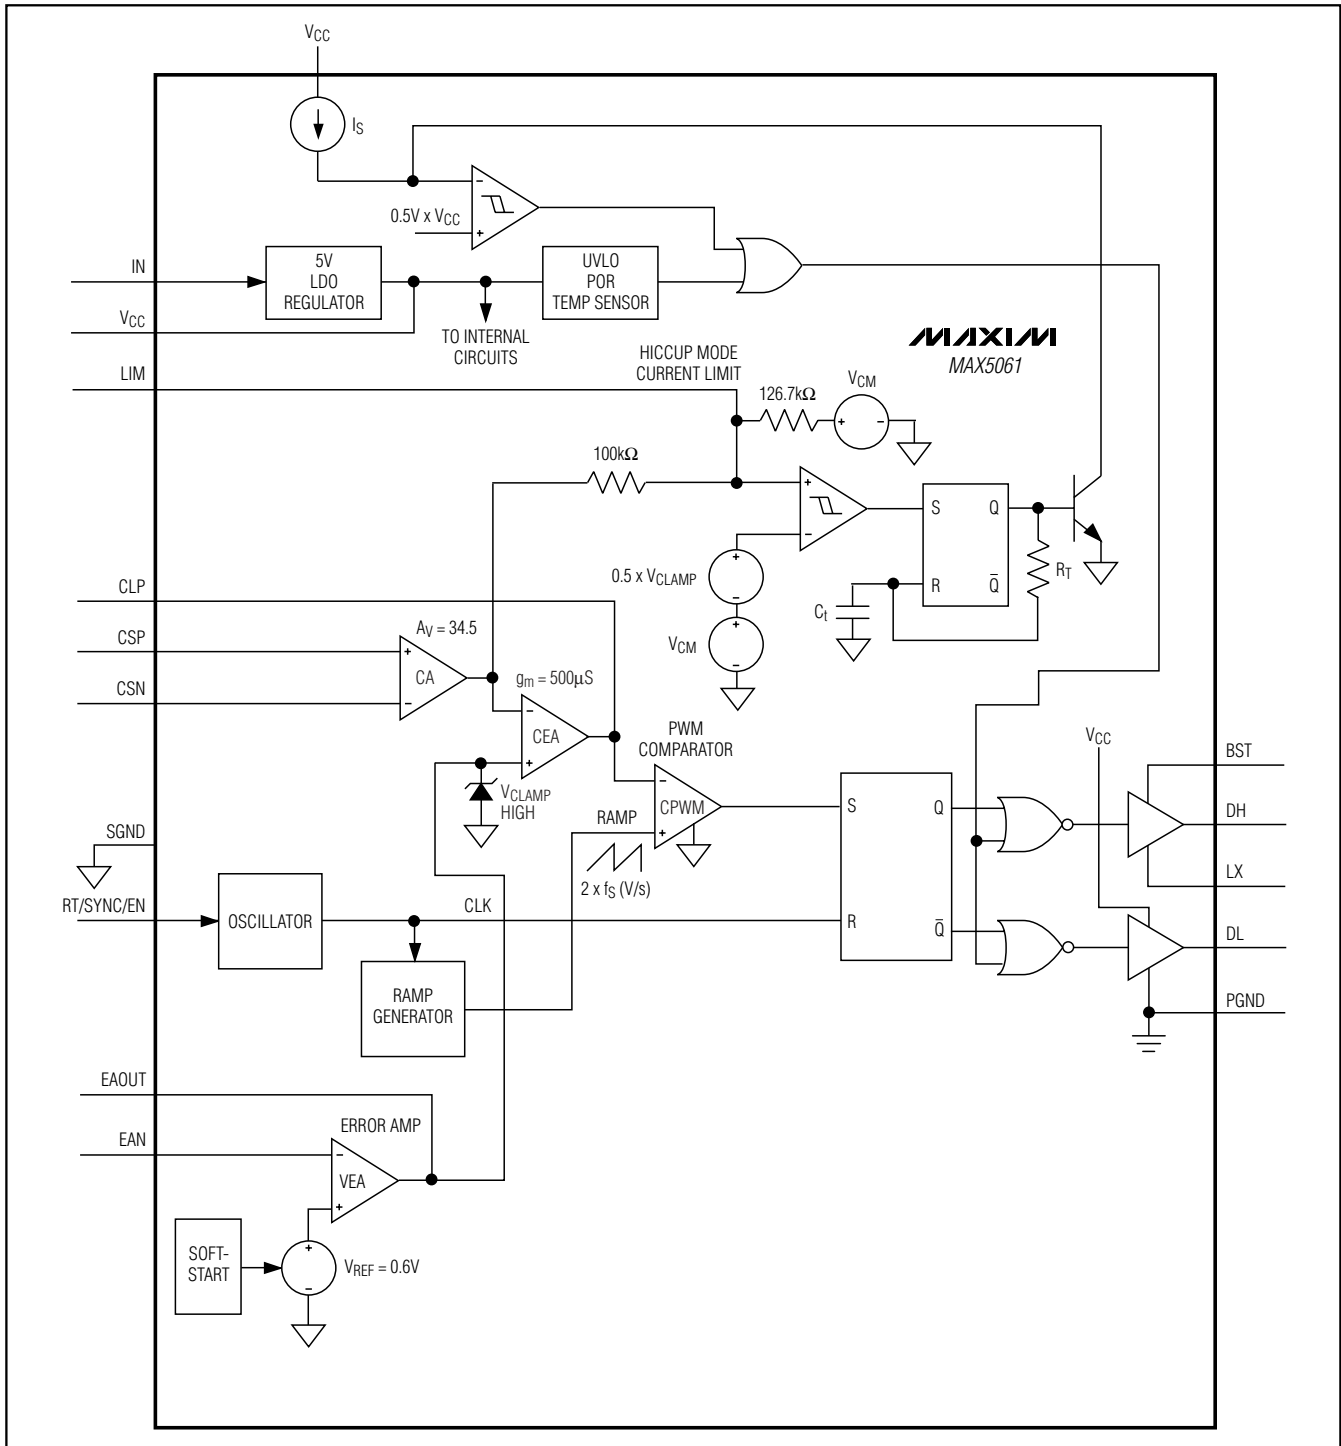 VCC
IS
0.5V x VCC
-
+
IN
5V
LDO
REGULATOR
UVLO
POR
TEMP SENSOR
VCC
TO INTERNAL
CIRCUITS
MAXIM
MAX5061
LIM
HICCUP MODE
CURRENT LIMIT
126.7kΩ
VCM
+
-
100kΩ
+
-
S
Q
R
Q̄
RT
Ct
0.5 x VCLAMP
+
-
VCM
+
-
CLP
CSP
CSN
AV = 34.5
+
CA
-
gm = 500µS
-
CEA
+
VCLAMP
HIGH
PWM
COMPARATOR
-
CPWM
+
RAMP
2 x fS (V/s)
SGND
RT/SYNC/EN
OSCILLATOR
CLK
RAMP
GENERATOR
S
Q
R
Q̄
VCC
BST
DH
LX
DL
PGND
EAOUT
EAN
ERROR AMP
-
VEA
+
SOFT-
START
+
-
VREF = 0.6V